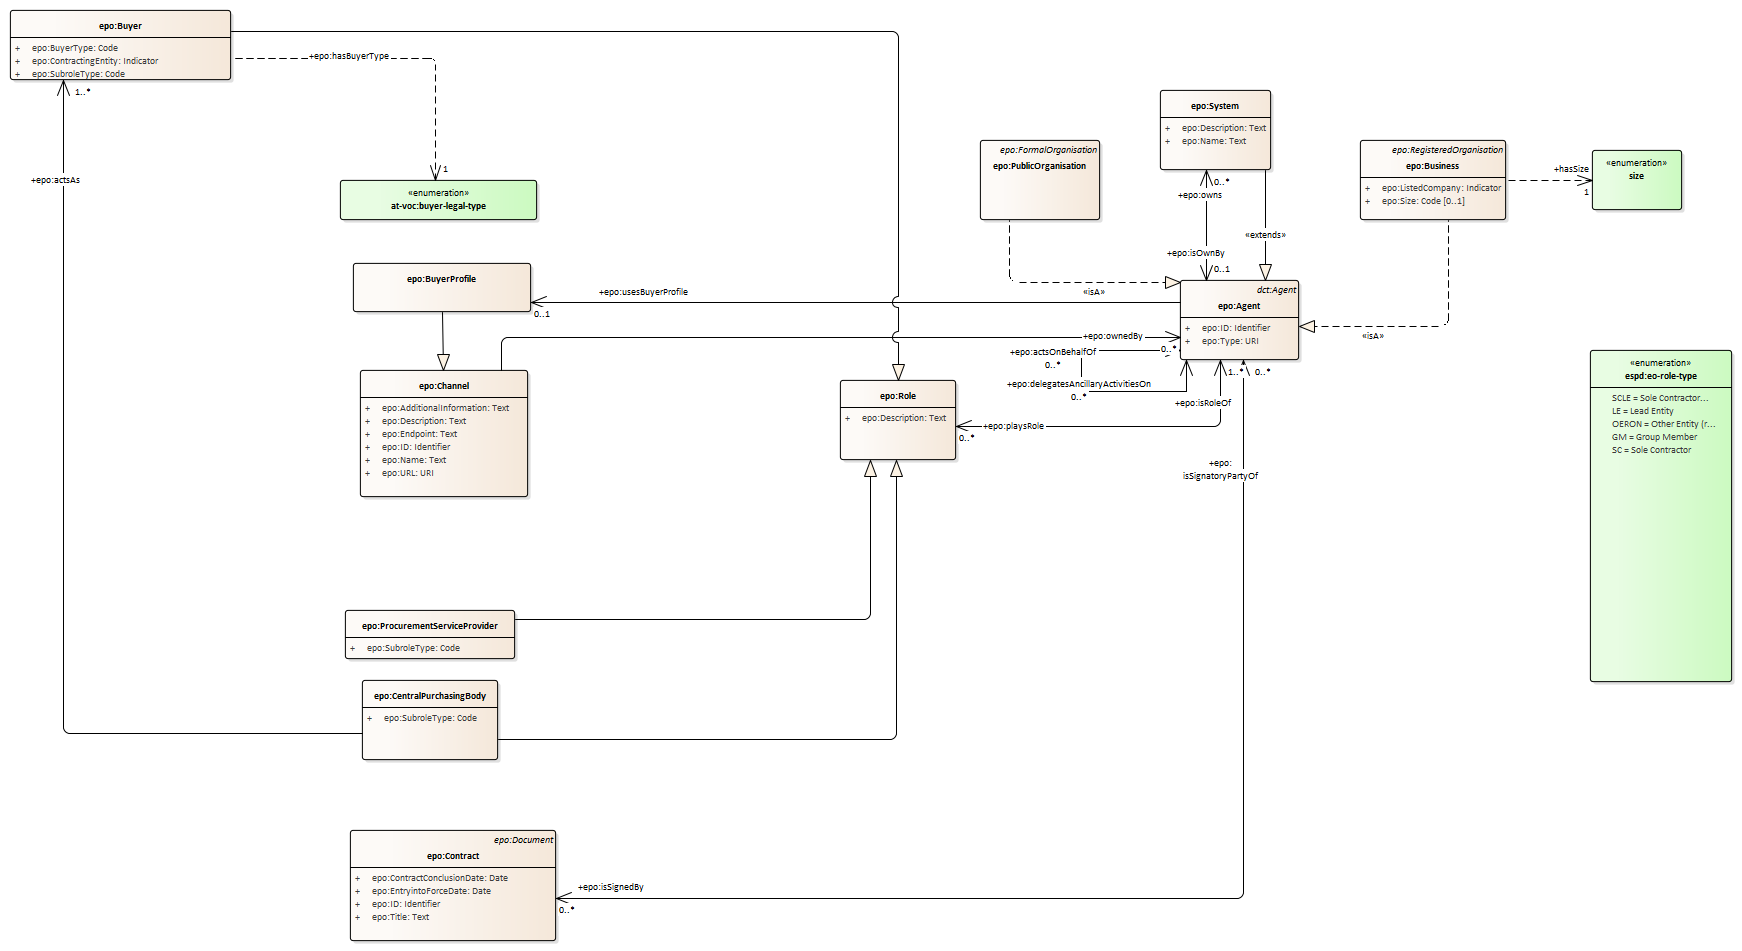 epo:Buyer
+ epo:BuyerType: Code
+ epo:ContractingEntity: Indicator
+ epo:SubroleType: Code
+epo:hasBuyerType
1..*
1
+epo:actsAs
«enumeration»
at-voc:buyer-legal-type
epo:System
+ epo:Description: Text
+ epo:Name: Text
epo:FormalOrganisation
epo:PublicOrganisation
epo:RegisteredOrganisation
epo:Business
+ epo:ListedCompany: Indicator
+ epo:Size: Code [0..1]
+hasSize
1
«enumeration»
size
0..*
+epo:owns
«extends»
+epo:isOwnBy
0..1
epo:BuyerProfile
+epo:usesBuyerProfile
0..1
«isA»
dct:Agent
epo:Agent
+ epo:ID: Identifier
+ epo:Type: URI
«isA»
+epo:ownedBy
0..*
+epo:actsOnBehalfOf
0..*
+epo:delegatesAncillaryActivitiesOn
0..*
1..*
0..*
+epo:isRoleOf
+epo:playsRole
0..*
«enumeration»
espd:eo-role-type
SCLE = Sole Contractor...
LE = Lead Entity
OERON = Other Entity (r...
GM = Group Member
SC = Sole Contractor
epo:Channel
+ epo:AdditionalInformation: Text
+ epo:Description: Text
+ epo:Endpoint: Text
+ epo:ID: Identifier
+ epo:Name: Text
+ epo:URL: URI
epo:Role
+ epo:Description: Text
+epo:
isSignatoryPartyOf
epo:ProcurementServiceProvider
+ epo:SubroleType: Code
epo:CentralPurchasingBody
+ epo:SubroleType: Code
epo:Document
epo:Contract
+ epo:ContractConclusionDate: Date
+ epo:EntryintoForceDate: Date
+ epo:ID: Identifier
+ epo:Title: Text
+epo:isSignedBy
0..*